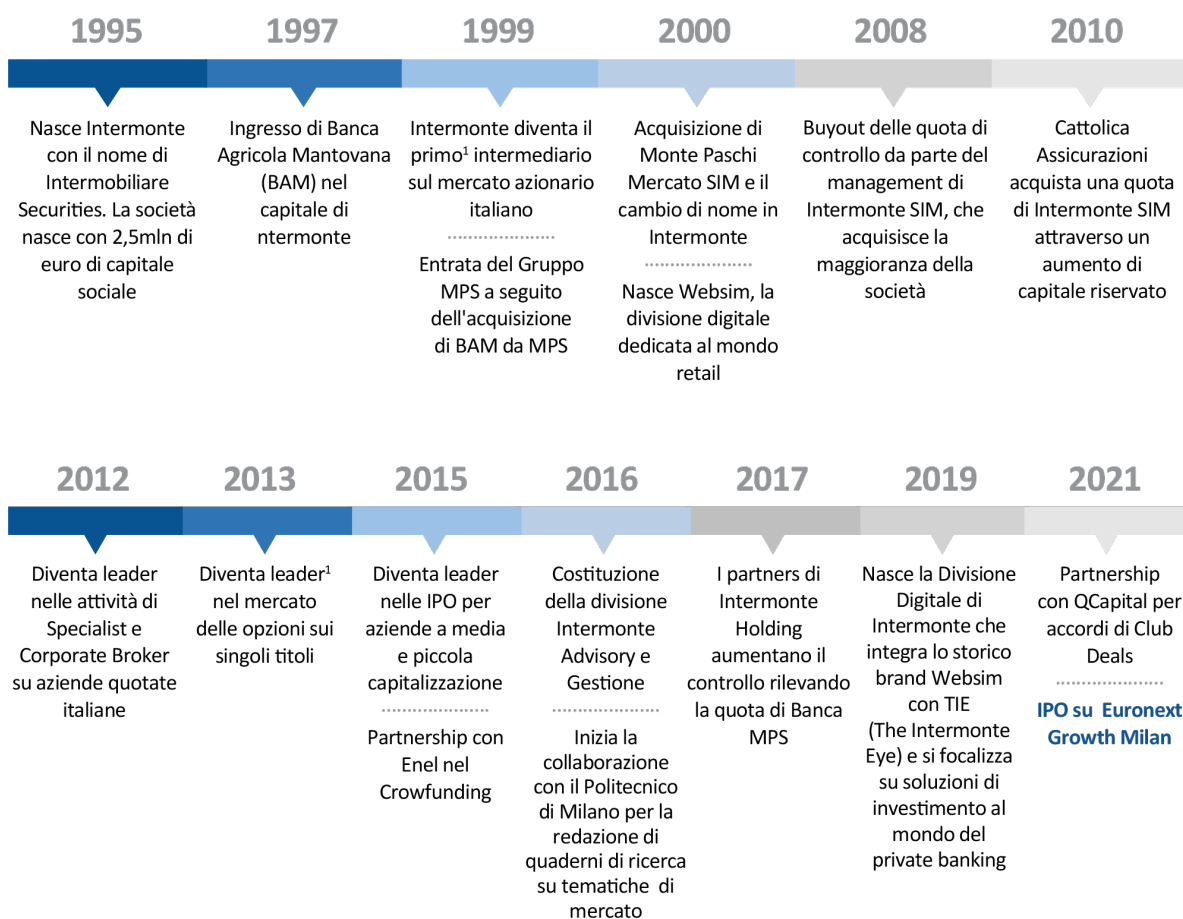 1995
Nasce Intermonte
con il nome di
Intermobiliare
Securities. La società
nasce con 2,5mln di
euro di capitale
sociale
1997
Ingresso di Banca
Agricola Mantovana
(BAM) nel
capitale di
ntermonte
1999
Intermonte diventa il
primo¹ intermediario
sul mercato azionario
italiano
Entrata del Gruppo
MPS a seguito
dell'acquisizione
di BAM da MPS
2000
Acquisizione di
Monte Paschi
Mercato SIM e il
cambio di nome in
Intermonte
Nasce Websim, la
divisione digitale
dedicata al mondo
retail
2008
Buyout delle quota di
controllo da parte del
management di
Intermonte SIM, che
acquisisce la
maggioranza della
società
2010
Cattolica
Assicurazioni
acquista una quota
di Intermonte SIM
attraverso un
aumento di
capitale riservato
2012
Diventa leader
nelle attività di
Specialist e
Corporate Broker
su aziende quotate
italiane
2013
Diventa leader¹
nel mercato
delle opzioni sui
singoli titoli
2015
Diventa leader
nelle IPO per
aziende a media
e piccola
capitalizzazione
Partnership con
Enel nel
Crowfunding
2016
Costituzione
della divisione
Intermonte
Advisory e
Gestione
Inizia la
collaborazione
con il Politecnico
di Milano per la
redazione di
quaderni di ricerca
su tematiche di
mercato
2017
I partners di
Intermonte
Holding
aumentano il
controllo rilevando
la quota di Banca
MPS
2019
Nasce la Divisione
Digitale di
Intermonte che
integra lo storico
brand Websim
con TIE
(The Intermonte
Eye) e si focalizza
su soluzioni di
investimento al
mondo del
private banking
2021
Partnership
con QCapital per
accordi di Club
Deals
IPO su Euronext
Growth Milan